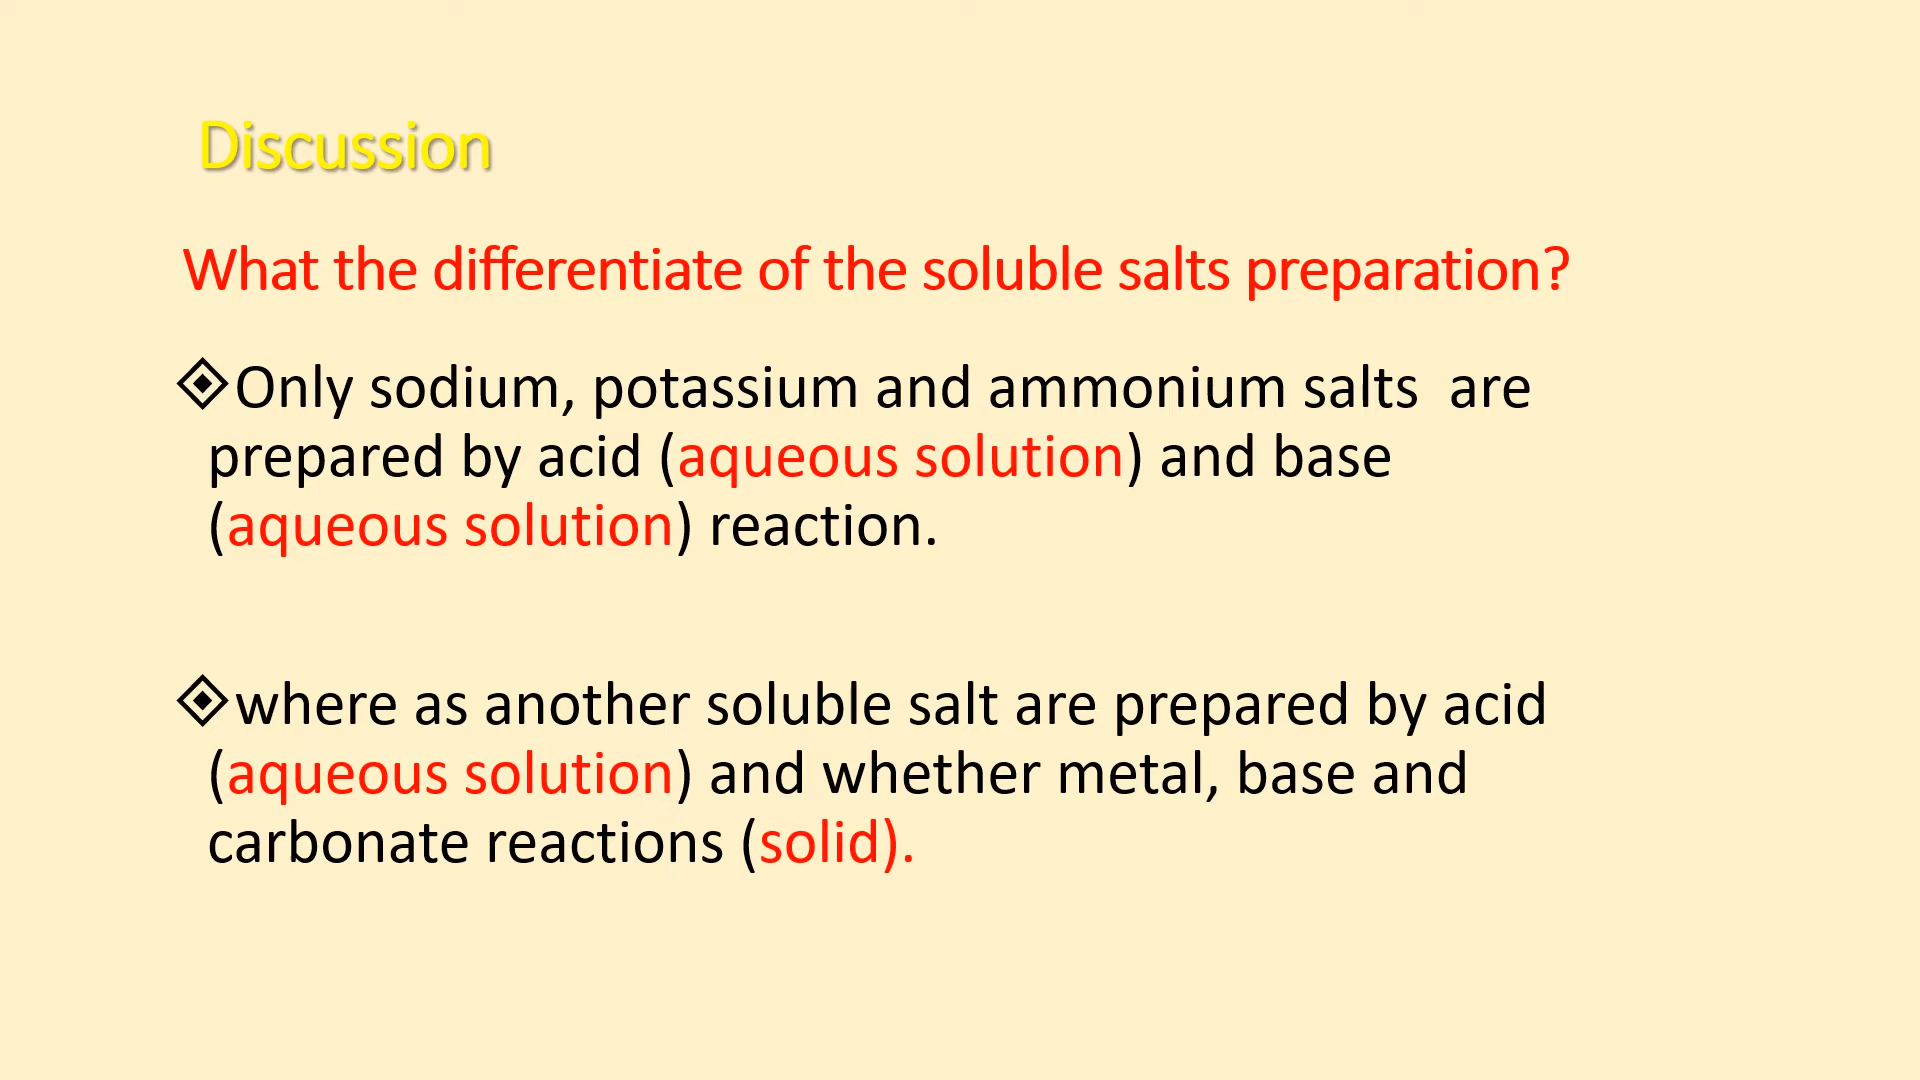 Discussion
What the differentiate of the soluble salts preparation?
Only sodium, potassium and ammonium salts  are
prepared by acid (aqueous solution) and base
(aqueous solution) reaction.
where as another soluble salt are prepared by acid
(aqueous solution) and whether metal, base and
carbonate reactions (solid).